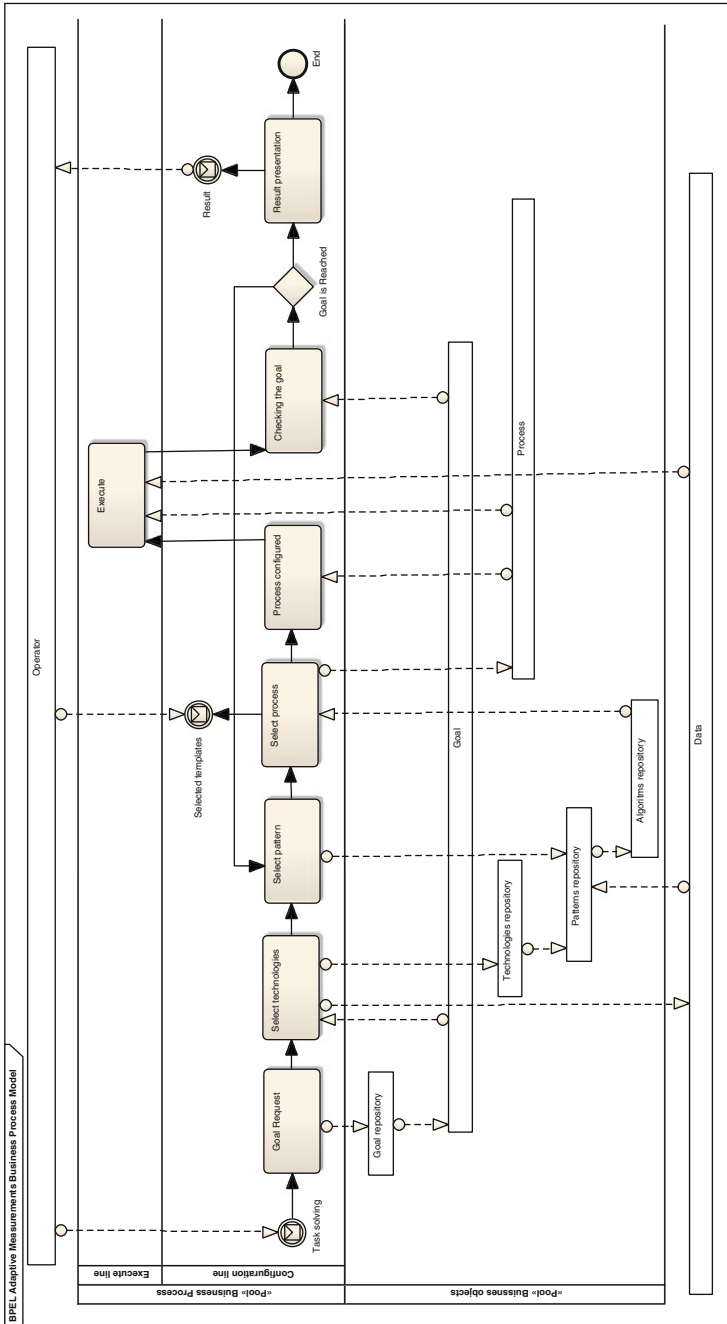 BPEL Adaptive Measurements Business Process Model
Operator
«Pool» Buisness Process
Execute line
Configuration line
Execute
Task solving
Goal Request
Select technologies
Select pattern
Selected templates
Select process
Process configured
Checking the goal
Goal is Reached
Result
Result presentation
End
«Pool» Buissnes objects
Goal repository
Goal
Technologies repository
Process
Patterns repository
Algoritms repository
Data